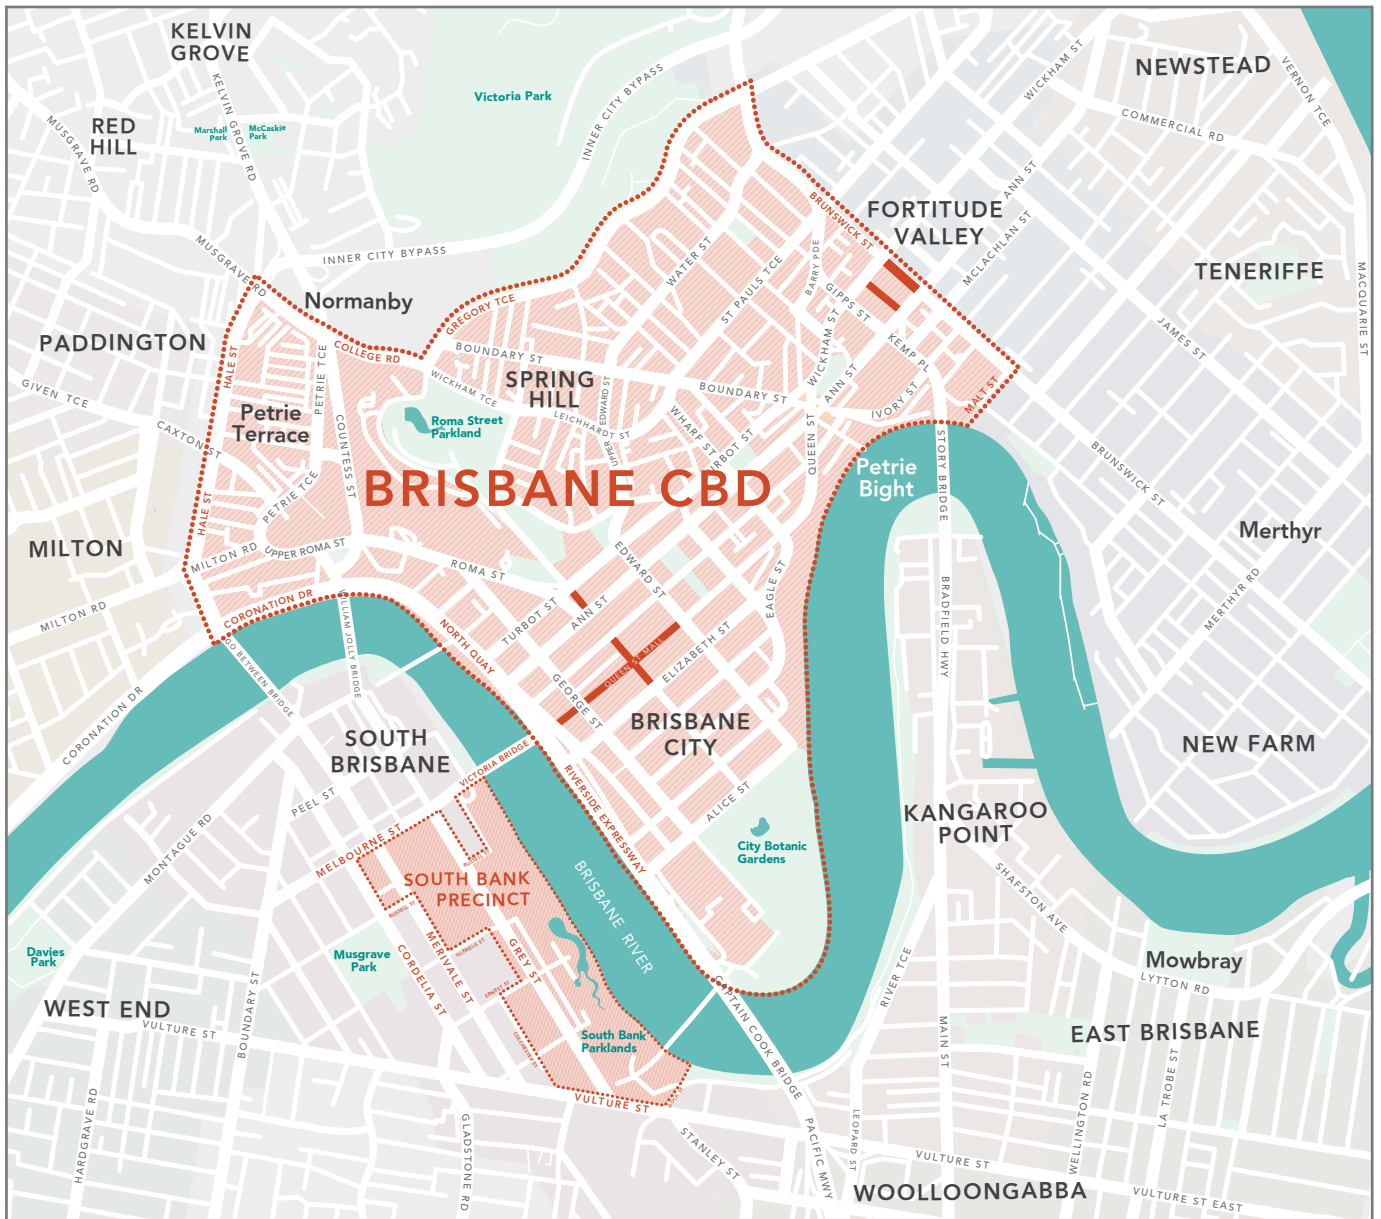 KELVIN
GROVE
Victoria Park
INNER CITY BYPASS
WICKHAM ST
NEWSTEAD
VERNON TCE
COMMERCIAL RD
RED
HILL
MUSGRAVE RD
Marshall
Park
McCaskie
Park
KELVIN GROVE RD
ANN ST
MCLACHLAN ST
BRUNSWICK ST
FORTITUDE
VALLEY
MUSGRAVE RD
INNER CITY BYPASS
WATER ST
ST PAULS TCE
BARRY PDE
GIPPS ST
TENERIFFE
MACQUARIE ST
Normanby
GREGORY TCE
PADDINGTON
HALE ST
COLLEGE RD
BOUNDARY ST
WICKHAM ST
KEMP PL
JAMES ST
GIVEN TCE
PETRIE TCE
WICKHAM TCE
SPRING
HILL
EDWARD ST
BOUNDARY ST
ANN ST
IVORY ST
MALT ST
Petrie
Terrace
COUNTESS ST
Roma Street
Parkland
LEICHHARDT ST
UPPER
WHARF ST
TURBOT ST
QUEEN ST
STORY BRIDGE
CAXTON ST
BRISBANE CBD
Petrie
Bight
BRUNSWICK ST
HALE ST
PETRIE TCE
MILTON
MILTON RD
UPPER ROMA ST
ROMA ST
EDWARD ST
EAGLE ST
Merthyr
MERTHYR RD
MILTON RD
CORONATION DR
WILLIAM JOLLY BRIDGE
NORTH QUAY
TURBOT ST
ANN ST
QUEEN ST MALL
ELIZABETH ST
BRADFIELD HWY
GO BETWEEN BRIDGE
CORONATION DR
GEORGE ST
BRISBANE
CITY
SOUTH
BRISBANE
VICTORIA BRIDGE
NEW FARM
PEEL ST
RIVERSIDE EXPRESSWAY
ALICE ST
MONTAGUE RD
MELBOURNE ST
RUSSELL ST
City Botanic
Gardens
KANGAROO
POINT
SOUTH BANK
PRECINCT
BRISBANE RIVER
SHAFSTON AVE
RUSSELL ST
Davies
Park
Musgrave
Park
MERIVALE ST
CORDELIA ST
GLENELG ST
GREY ST
ERNEST ST
CAPTAIN COOK BRIDGE
RIVER TCE
Mowbray
LYTTON RD
WEST END
VULTURE ST
BOUNDARY ST
COLCHESTER ST
South Bank
Parklands
MAIN ST
EAST BRISBANE
VULTURE ST
HARDGRAVE RD
GLADSTONE RD
STANLEY ST
PACIFIC MWY
LEOPARD ST
WELLINGTON RD
LA TROBE ST
VULTURE ST
WOOLLOONGABBA
VULTURE ST EAST